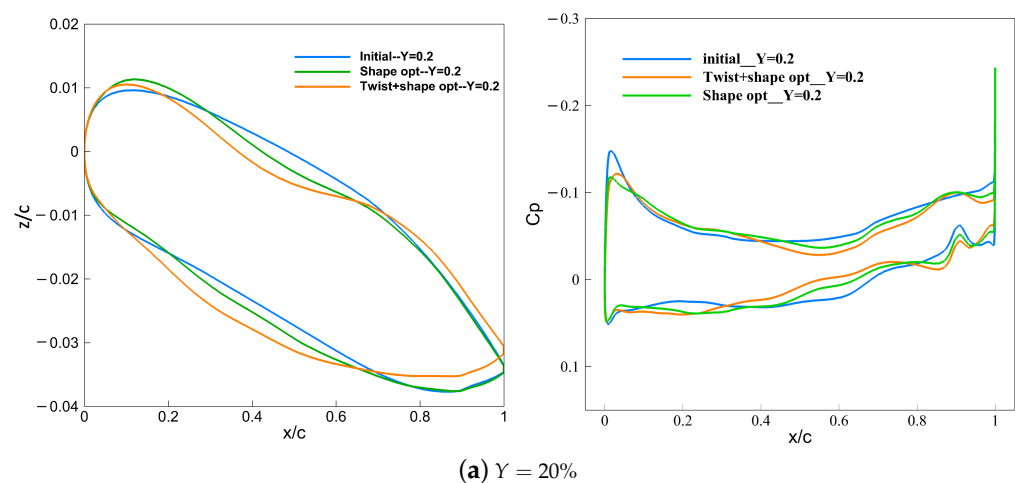 0.02
0.01
0
−0.01
−0.02
−0.03
−0.04
z/c
Initial--Y=0.2
Shape opt--Y=0.2
Twist+shape opt--Y=0.2
0
0.2
0.4
0.6
0.8
1
x/c
−0.3
−0.2
−0.1
0
0.1
Cp
initial__Y=0.2
Twist+shape opt__Y=0.2
Shape opt__Y=0.2
0
0.2
0.4
0.6
0.8
1
x/c
(a) Y = 20%